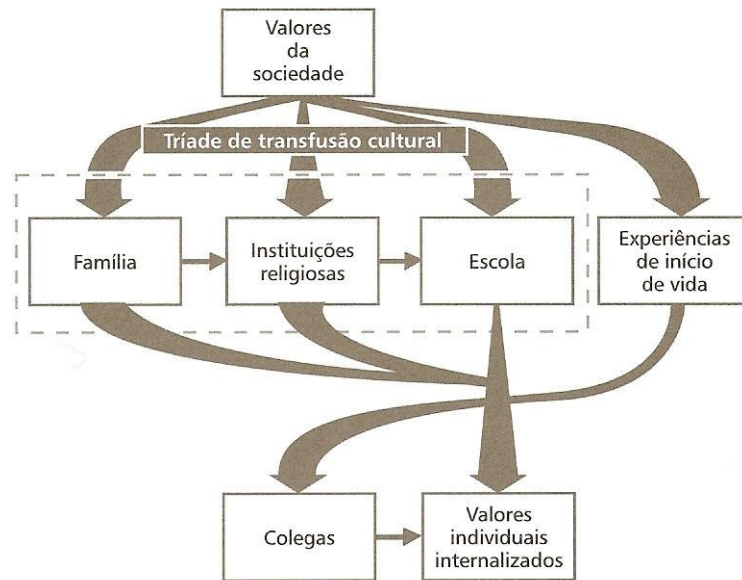 Valores
da
sociedade
Tríade de transfusão cultural
Família
Instituições
religiosas
Escola
Experiências
de início
de vida
Colegas
Valores
individuais
internalizados